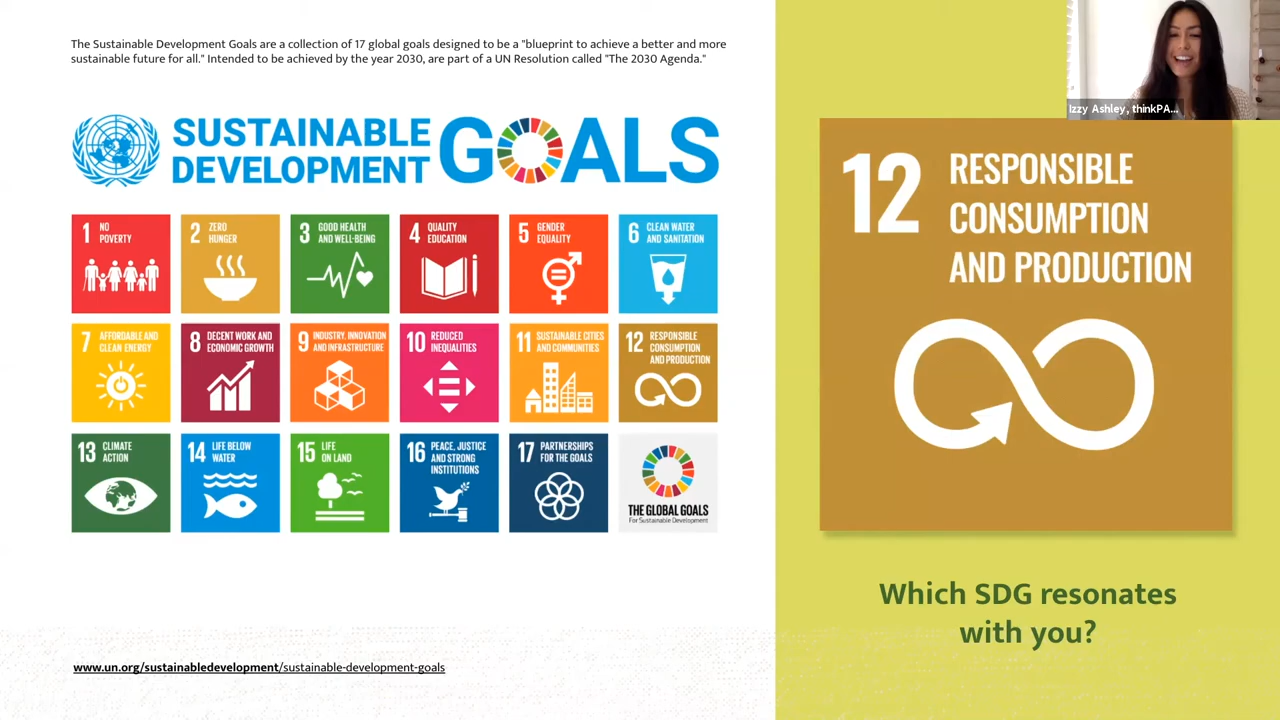 The Sustainable Development Goals are a collection of 17 global goals designed to be a "blueprint to achieve a better and more
sustainable future for all." Intended to be achieved by the year 2030, are part of a UN Resolution called "The 2030 Agenda."
SUSTAINABLE
DEVELOPMENT
GOALS
1 NO
POVERTY
2 ZERO
HUNGER
3 GOOD HEALTH
AND WELL-BEING
4 QUALITY
EDUCATION
5 GENDER
EQUALITY
6 CLEAN WATER
AND SANITATION
7 AFFORDABLE AND
CLEAN ENERGY
8 DECENT WORK AND
ECONOMIC GROWTH
9 INDUSTRY, INNOVATION
AND INFRASTRUCTURE
10 REDUCED
INEQUALITIES
11 SUSTAINABLE CITIES
AND COMMUNITIES
12 RESPONSIBLE
CONSUMPTION
AND PRODUCTION
13 CLIMATE
ACTION
14 LIFE BELOW
WATER
15 LIFE
ON LAND
16 PEACE, JUSTICE
AND STRONG
INSTITUTIONS
17 PARTNERSHIPS
FOR THE GOALS
THE GLOBAL GOALS
For Sustainable Development
www.un.org/sustainabledevelopment/sustainable-development-goals
Izzy Ashley, thinkPA...
12 RESPONSIBLE
CONSUMPTION
AND PRODUCTION
Which SDG resonates
with you?